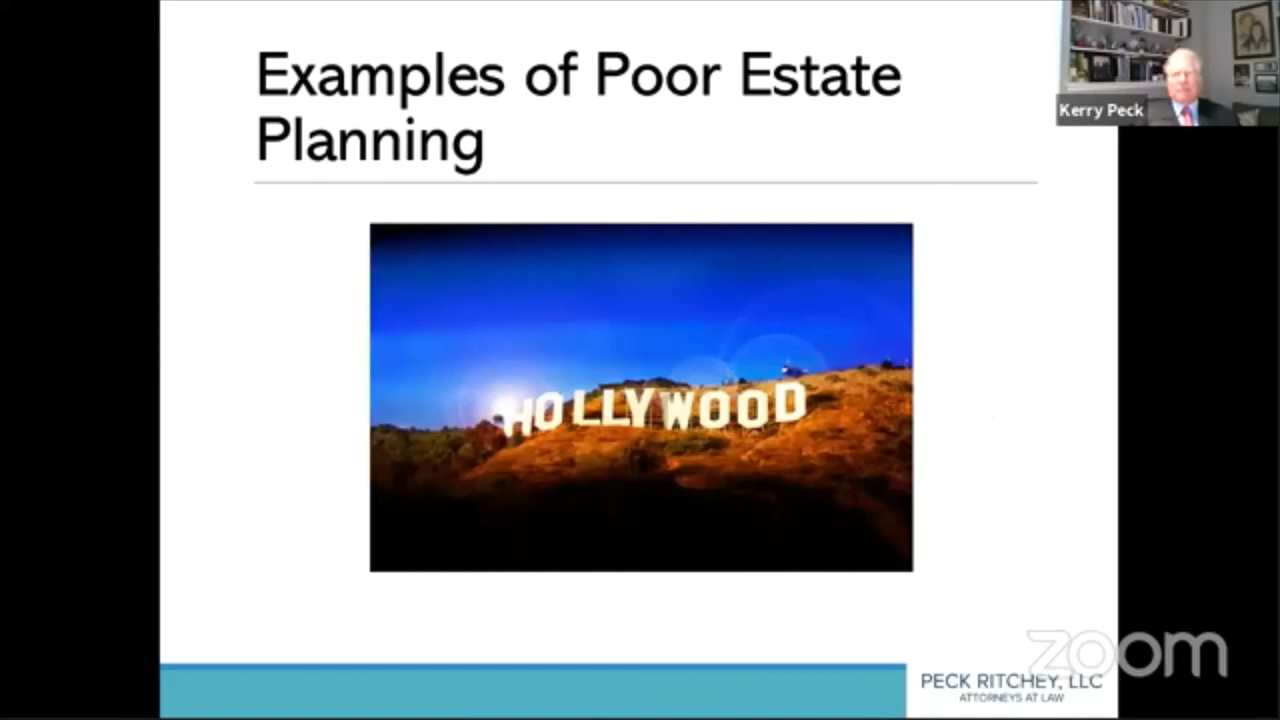 Examples of Poor Estate
Planning
Kerry Peck
HOLLYWOOD
zoom
PECK RITCHEY, LLC
ATTORNEYS AT LAW